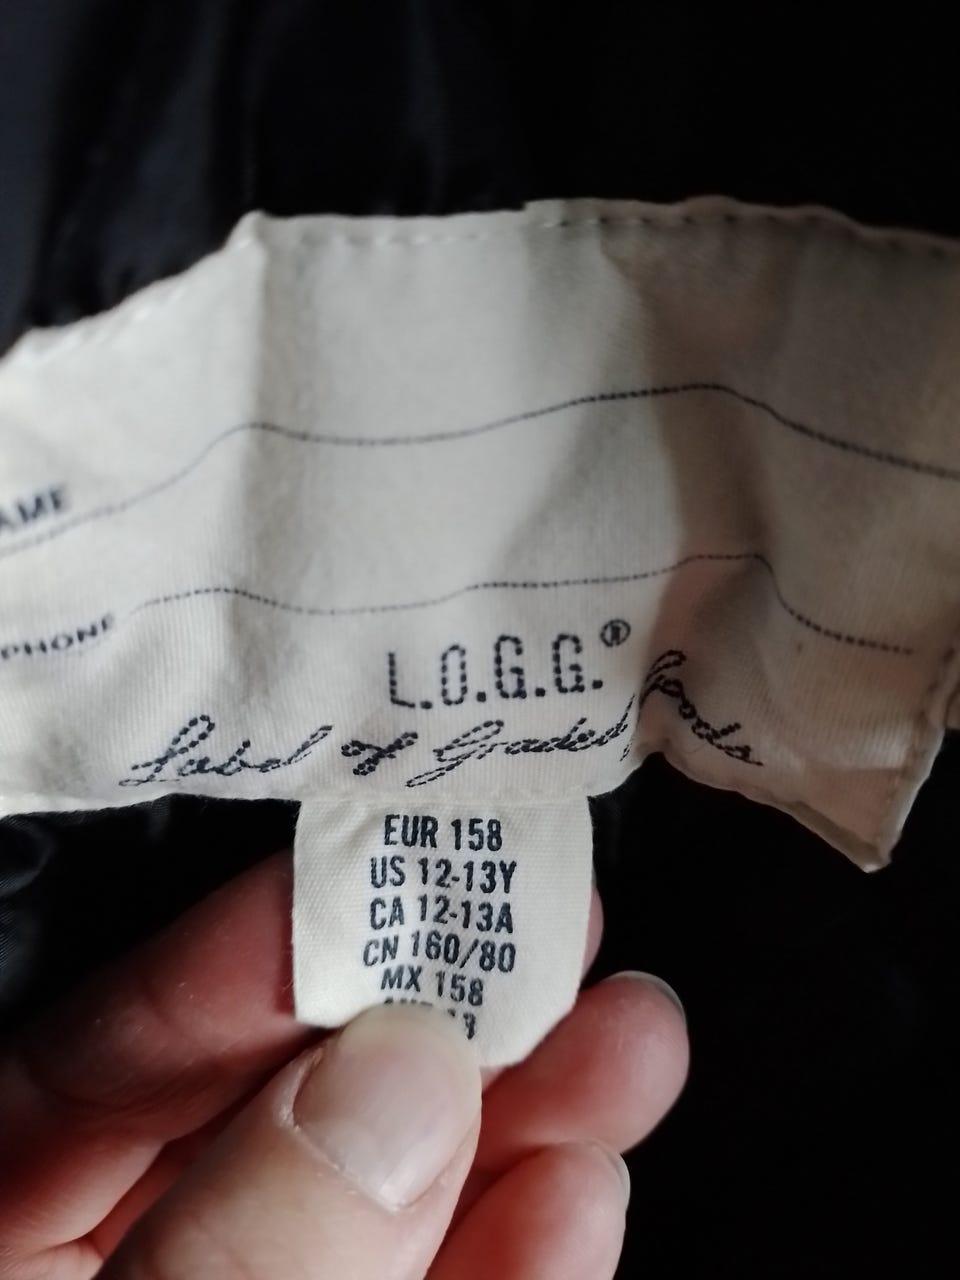 AME
PHONE
L.O.G.G.®
Label of Graded Goods
EUR 158
US 12-13Y
CA 12-13A
CN 160/80
MX 158